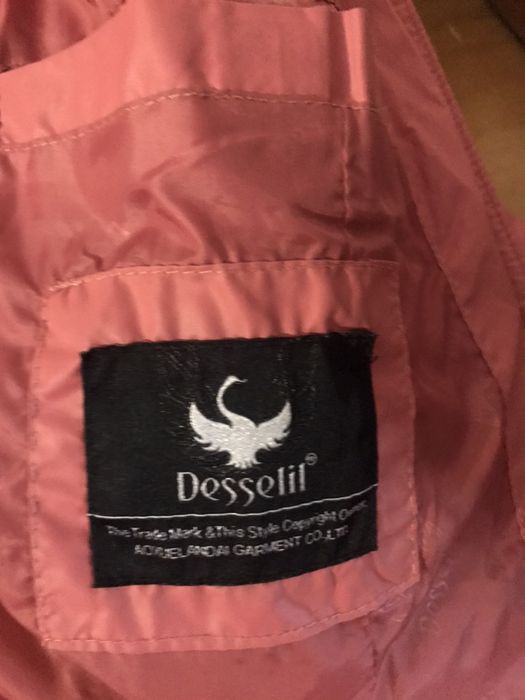 Desselil®
The Trade Mark & This Style Copyright Owner
GARMENT CO.,LTD